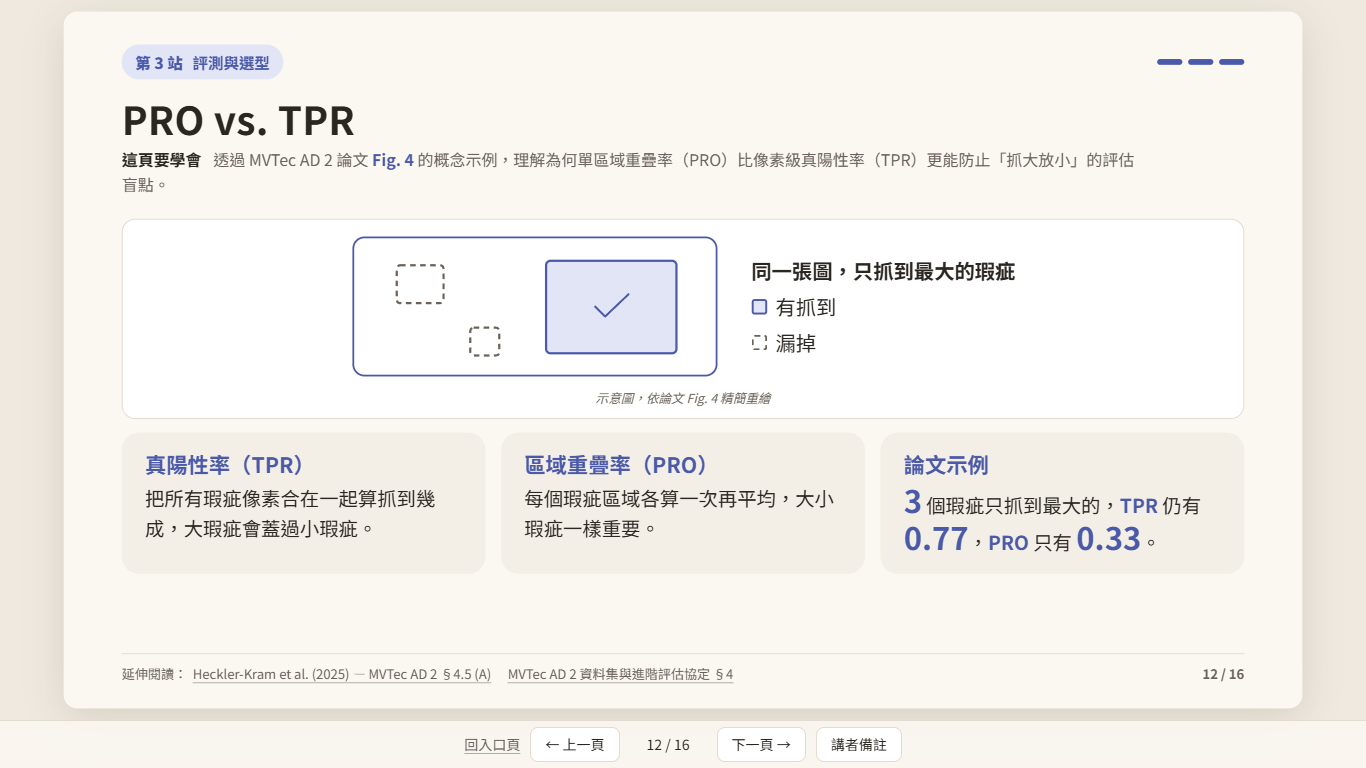 第 3 站 評測與選型
PRO vs. TPR
這頁要學會 透過 MVTec AD 2 論文 Fig. 4 的概念示例，理解為何單區域重疊率（PRO）比像素級真陽性率（TPR）更能防止「抓大放小」的評估
盲點。
同一張圖，只抓到最大的瑕疵
有抓到
漏掉
示意圖，依論文 Fig. 4 精簡重繪
真陽性率（TPR）
把所有瑕疵像素合在一起算抓到幾
成，大瑕疵會蓋過小瑕疵。
區域重疊率（PRO）
每個瑕疵區域各算一次再平均，大小
瑕疵一樣重要。
論文示例
3 個瑕疵只抓到最大的，TPR 仍有
0.77，PRO 只有 0.33。
延伸閱讀： Heckler-Kram et al. (2025) — MVTec AD 2 §4.5 (A) MVTec AD 2 資料集與進階評估協定 §4
12 / 16
回入口頁 ← 上一頁 12 / 16 下一頁 → 講者備註